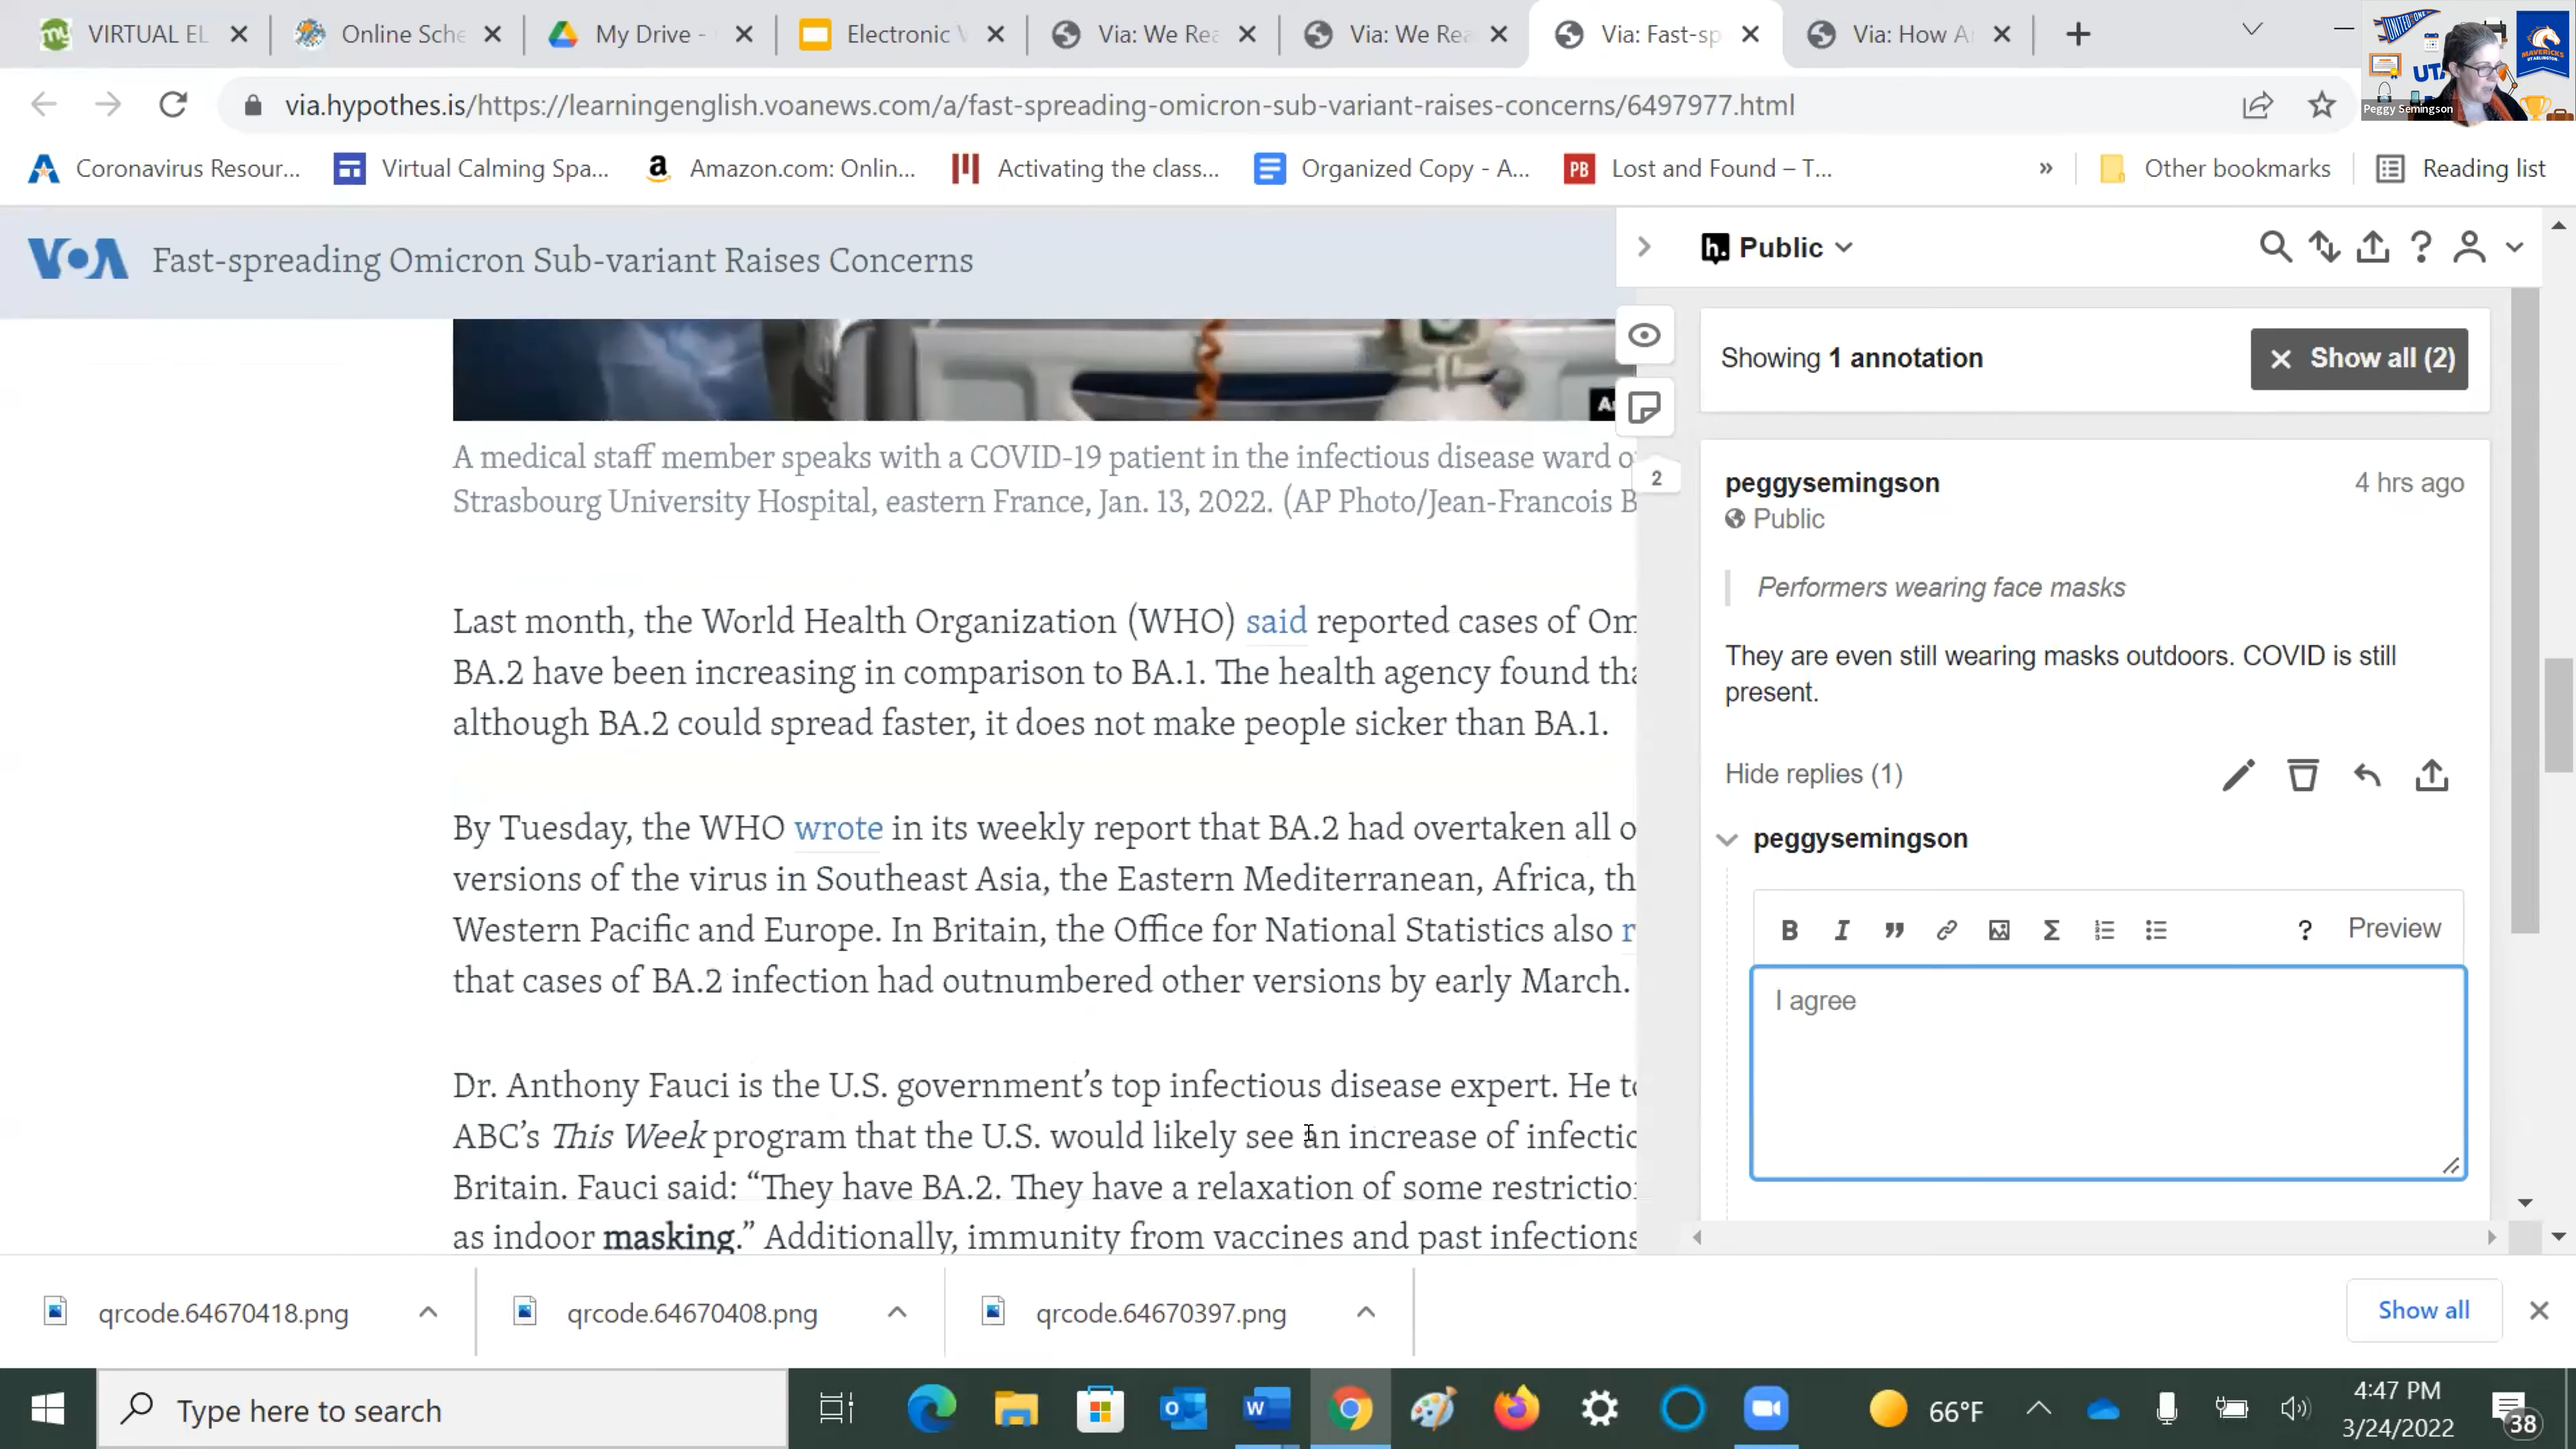 VIRTUAL EL
Online Sche
My Drive -
Electronic V
Via: We Rea
Via: We Rea
Via: Fast-sp
Via: How A
via.hypothes.is/https://learningenglish.voanews.com/a/fast-spreading-omicron-sub-variant-raises-concerns/6497977.html
UTA
MAVERICKS
Peggy Semingson
Coronavirus Resour...
Virtual Calming Spa...
Amazon.com: Onlin...
Activating the class...
Organized Copy - A...
PB Lost and Found – T...
» Other bookmarks
Reading list
VOA Fast-spreading Omicron Sub-variant Raises Concerns
A medical staff member speaks with a COVID-19 patient in the infectious disease ward o
Strasbourg University Hospital, eastern France, Jan. 13, 2022. (AP Photo/Jean-Francois B
Last month, the World Health Organization (WHO) said reported cases of Om
BA.2 have been increasing in comparison to BA.1. The health agency found tha
although BA.2 could spread faster, it does not make people sicker than BA.1.
By Tuesday, the WHO wrote in its weekly report that BA.2 had overtaken all o
versions of the virus in Southeast Asia, the Eastern Mediterranean, Africa, th
Western Pacific and Europe. In Britain, the Office for National Statistics also r
that cases of BA.2 infection had outnumbered other versions by early March.
Dr. Anthony Fauci is the U.S. government's top infectious disease expert. He to
ABC's This Week program that the U.S. would likely see an increase of infectio
Britain. Fauci said: “They have BA.2. They have a relaxation of some restrictio
as indoor masking.” Additionally, immunity from vaccines and past infections
h. Public
Showing 1 annotation
Show all (2)
2
peggysemingson
4 hrs ago
Public
Performers wearing face masks
They are even still wearing masks outdoors. COVID is still
present.
Hide replies (1)
peggysemingson
B I ” Σ ? Preview
I agree
qrcode.64670418.png
qrcode.64670408.png
qrcode.64670397.png
Show all
Type here to search
66°F
4:47 PM
3/24/2022
38